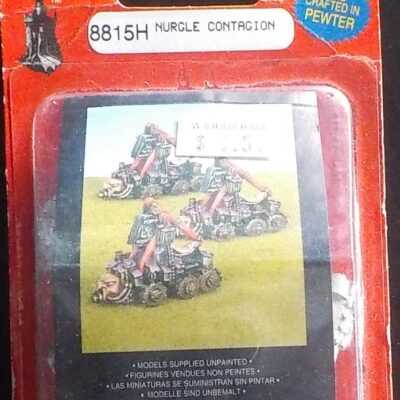 TM
8815H NURGLE CONTAGION
CRAFTED IN
PEWTER
• MODELS SUPPLIED UNPAINTED •
• FIGURINES VENDUES NON PEINTES •
• LAS MINIATURAS SE SUMINISTRAN SIN PINTAR •
• MODELLE SIND UNBEMALT •